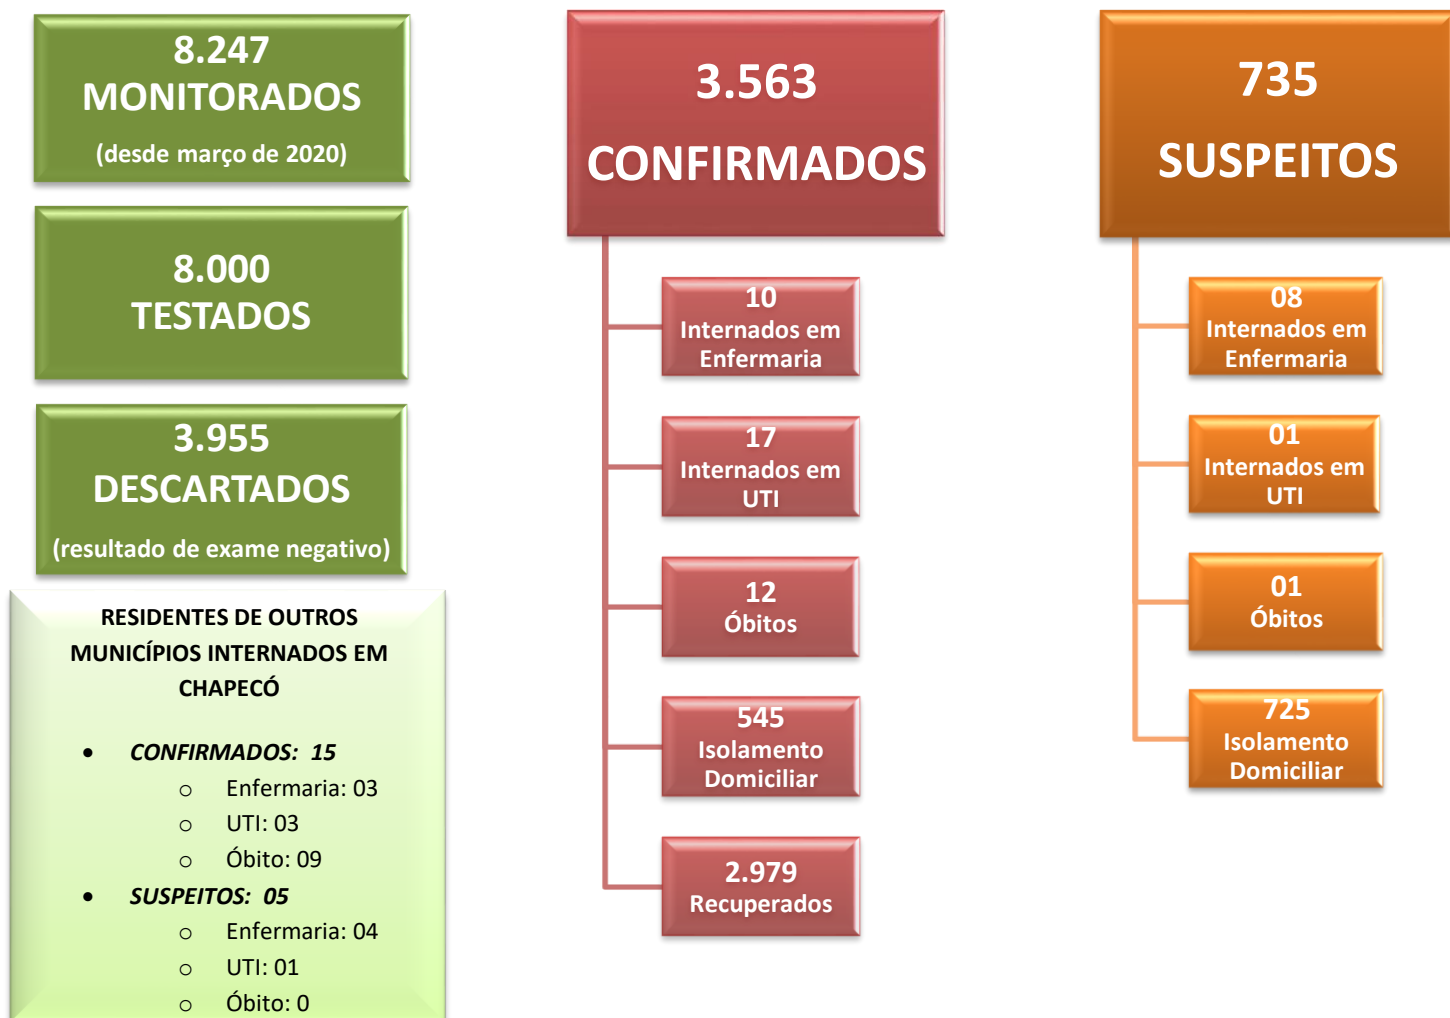 8.247
MONITORADOS
(desde março de 2020)
8.000
TESTADOS
3.955
DESCARTADOS
(resultado de exame negativo)
RESIDENTES DE OUTROS
MUNICÍPIOS INTERNADOS EM
CHAPECÓ
• CONFIRMADOS: 15
o Enfermaria: 03
o UTI: 03
o Óbito: 09
• SUSPEITOS: 05
o Enfermaria: 04
o UTI: 01
o Óbito: 0
3.563
CONFIRMADOS
10
Internados em
Enfermaria
17
Internados em
UTI
12
Óbitos
545
Isolamento
Domiciliar
2.979
Recuperados
735
SUSPEITOS
08
Internados em
Enfermaria
01
Internados em
UTI
01
Óbitos
725
Isolamento
Domiciliar